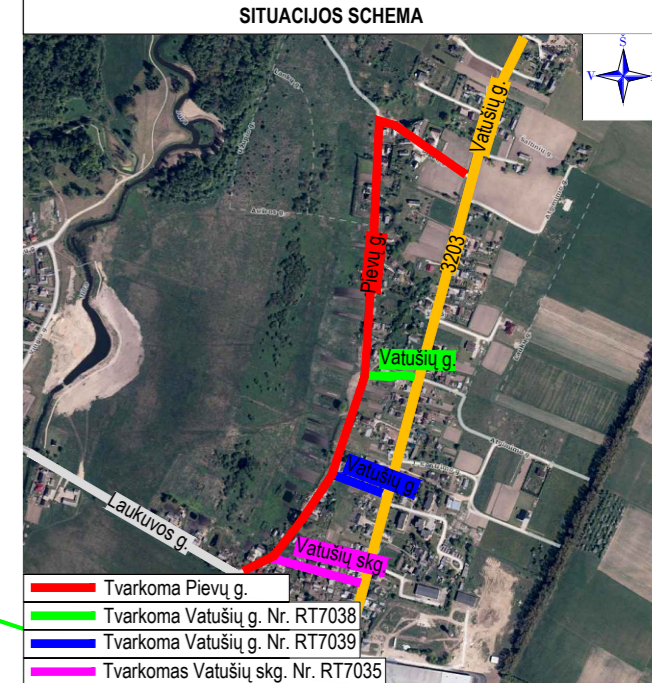 SITUACIJOS SCHEMA
Š
V
Vatušių g.
3203
Pievų g.
Vatušių g.
Vatušių g
Laukuvos g.
Vatušių skg
Tvarkoma Pievų g.
Tvarkoma Vatušių g. Nr. RT7038
Tvarkoma Vatušių g. Nr. RT7039
Tvarkomas Vatušių skg. Nr. RT7035